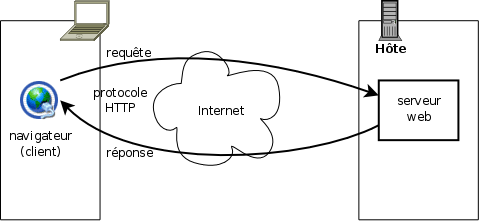 Hôte
requête
protocole
HTTP
Internet
serveur
web
navigateur
(client)
réponse